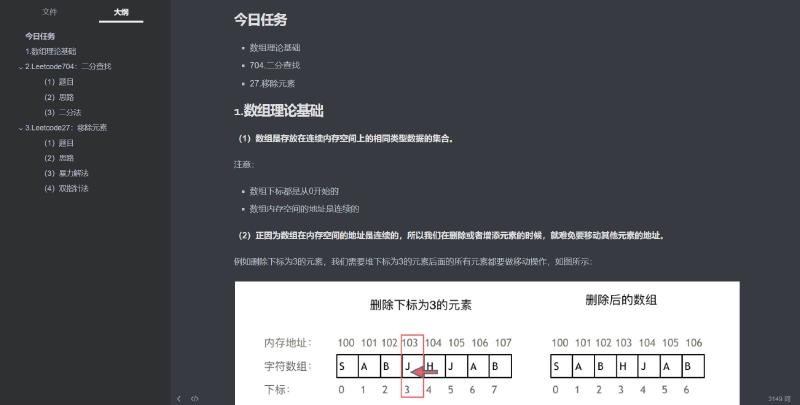 文件 大纲
今日任务
1.数组理论基础
2.Leetcode704：二分查找
（1）题目
（2）思路
（3）二分法
3.Leetcode27：移除元素
（1）题目
（2）思路
（3）暴力解法
（4）双指针法
今日任务
数组理论基础
704.二分查找
27.移除元素
1.数组理论基础
（1）数组是存放在连续内存空间上的相同类型数据的集合。
注意：
数组下标都是从0开始的
数组内存空间的地址是连续的
（2）正因为数组在内存空间的地址是连续的，所以我们在删除或者增添元素的时候，就难免要移动其他元素的地址。
例如删除下标为3的元素，我们需要堆下标为3的元素后面的所有元素都要做移动操作，如图所示：
删除下标为3的元素 删除后的数组
内存地址： 100 101 102 103 104 105 106 107 100 101 102 103 104 105 106
字符数组： S A B J H J A B S A B H J A B
下标： 0 1 2 3 4 5 6 7 0 1 2 3 4 5 6
3149 词